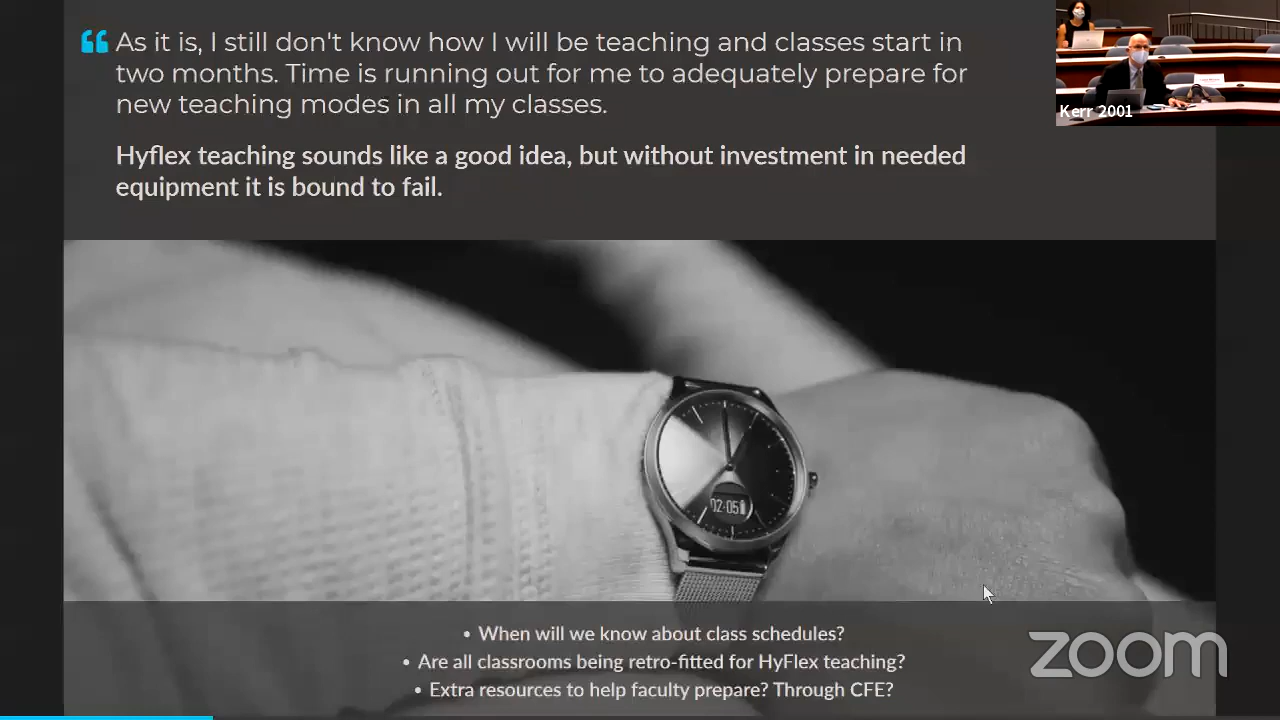 “ As it is, I still don't know how I will be teaching and classes start in
two months. Time is running out for me to adequately prepare for
new teaching modes in all my classes.
Hyflex teaching sounds like a good idea, but without investment in needed
equipment it is bound to fail.
Kerr 2001
02:05
• When will we know about class schedules?
• Are all classrooms being retro-fitted for HyFlex teaching?
• Extra resources to help faculty prepare? Through CFE?
zoom